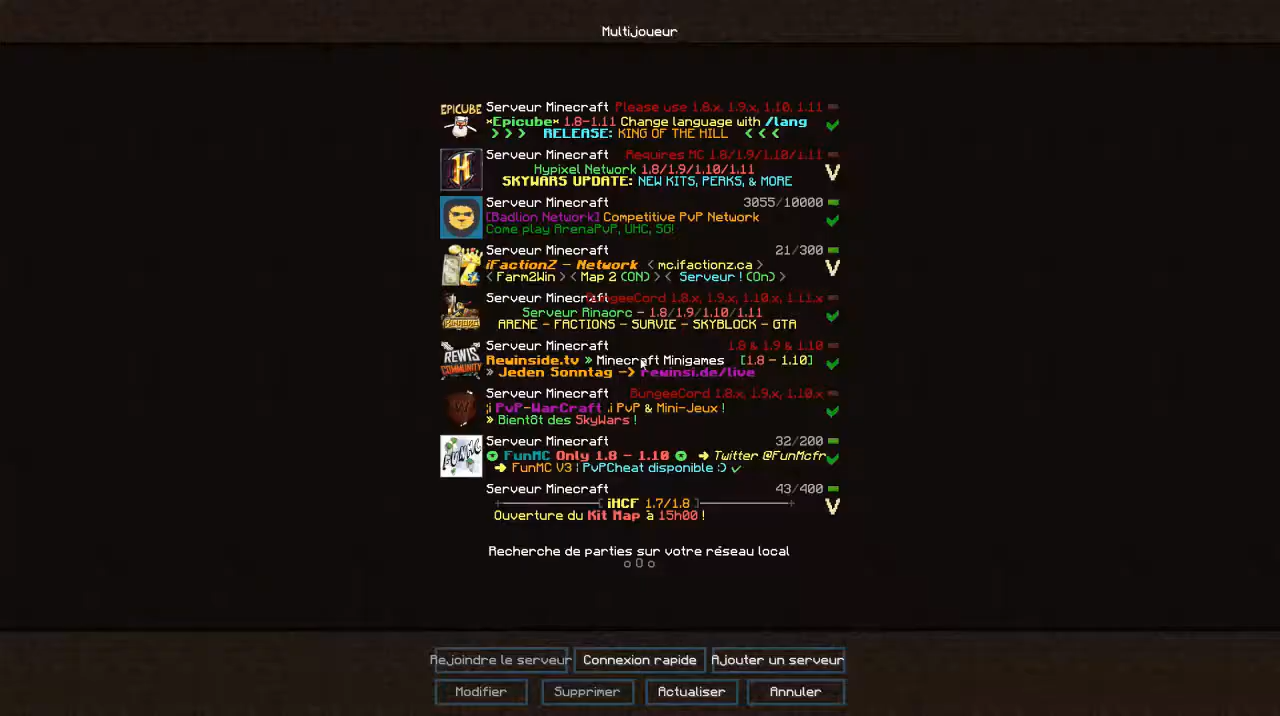 Multijoueur
EPICUBE
Serveur Minecraft Please use 1.8.x, 1.9.x, 1.10, 1.11
*Epicube* 1.8-1.11 Change language with /lang
> > > RELEASE: KING OF THE HILL < < <
H
Serveur Minecraft Requires MC 1.8/1.9/1.10/1.11
Hypixel Network 1.8/1.9/1.10/1.11
SKYWARS UPDATE: NEW KITS, PERKS, & MORE
Serveur Minecraft 3055/10000
[Badlion Network] Competitive PvP Network
Come play ArenaPvP, UHC, SG!
Serveur Minecraft 21/300
iFactionZ - Network < mc.ifactionz.ca >
< Farm2Win > < Map 2 (ON) > < Serveur ! (On) >
Serveur Minecraft BungeeCord 1.8.x, 1.9.x, 1.10.x, 1.11.x
Serveur Rinaorc - 1.8/1.9/1.10/1.11
ARENE - FACTIONS - SURVIE - SKYBLOCK - GTA
REWIS
COMMUNITY
Serveur Minecraft 1.8 & 1.9 & 1.10
Rewinside.tv » Minecraft Minigames [1.8 - 1.10]
» Jeden Sonntag -> rewinsi.de/live
Serveur Minecraft BungeeCord 1.8.x, 1.9.x, 1.10.x
¦¡ PvP-WarCraft ¡¦ PvP & Mini-Jeux !
» Bientôt des SkyWars !
FUNMC
Serveur Minecraft 32/200
FunMC Only 1.8 - 1.10 ➜ Twitter @FunMcfr
➜ FunMC V3 ¦ PvPCheat disponible :) ✓
Serveur Minecraft 43/400
[ iHCF 1.7/1.8 ]
Ouverture du Kit Map à 15h00 !
Recherche de parties sur votre réseau local
o O o
Rejoindre le serveur Connexion rapide Ajouter un serveur
Modifier Supprimer Actualiser Annuler